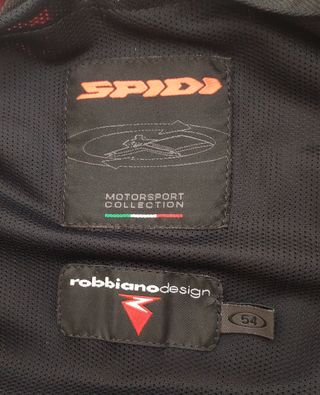 SPIDI
MOTORSPORT
COLLECTION
robbianodesign
54